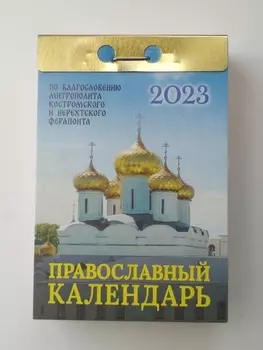 ПО БЛАГОСЛОВЕНИЮ
МИТРОПОЛИТА
КОСТРОМСКОГО
И НЕРЕХТСКОГО
ФЕРАПОНТА
2023
ПРАВОСЛАВНЫЙ
КАЛЕНДАРЬ